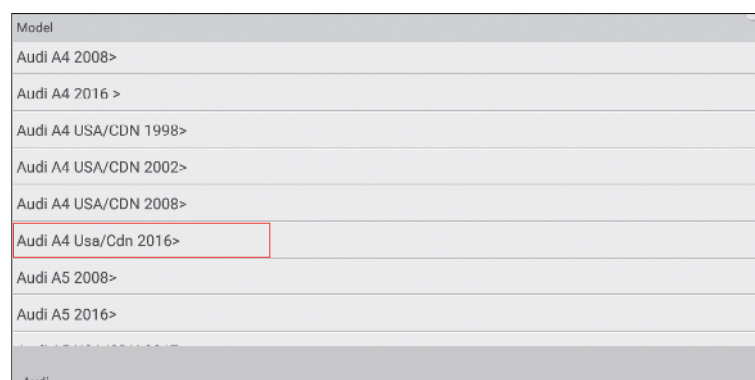 Model
Audi A4 2008>
Audi A4 2016 >
Audi A4 USA/CDN 1998>
Audi A4 USA/CDN 2002>
Audi A4 USA/CDN 2008>
Audi A4 Usa/Cdn 2016>
Audi A5 2008>
Audi A5 2016>